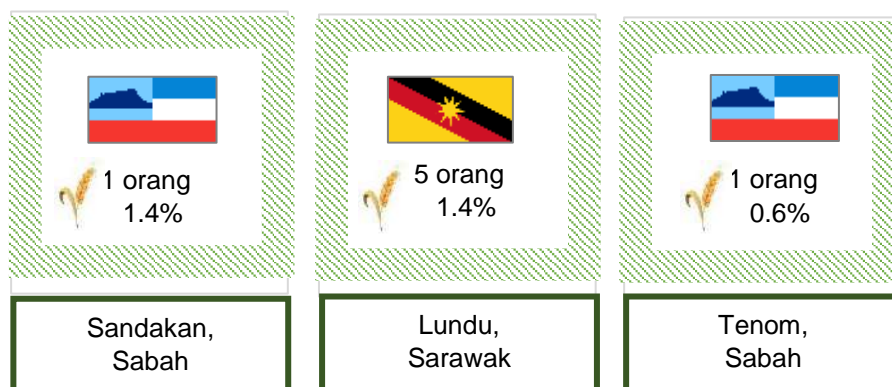 1 orang
1.4%
Sandakan,
Sabah
5 orang
1.4%
Lundu,
Sarawak
1 orang
0.6%
Tenom,
Sabah